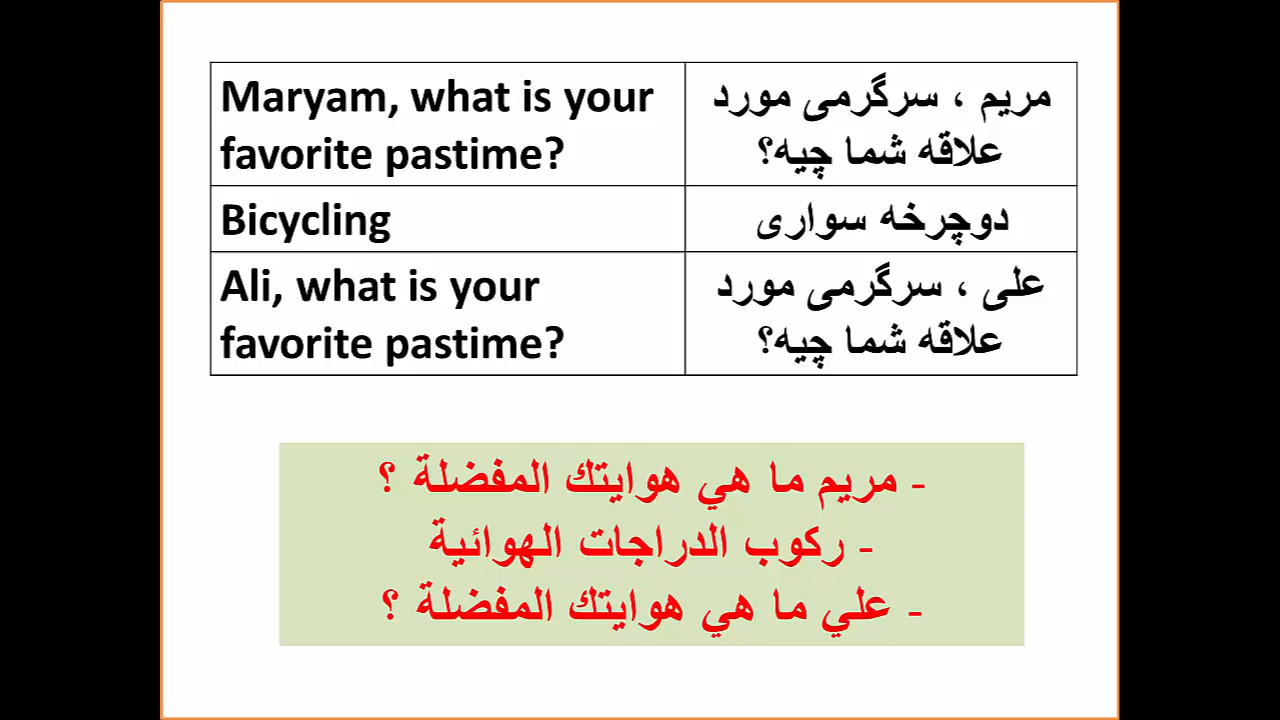 Maryam, what is your
favorite pastime?
مریم ، سرگرمی مورد
علاقه شما چیه؟
Bicycling
دوچرخه سواری
Ali, what is your
favorite pastime?
علی ، سرگرمی مورد
علاقه شما چیه؟
- مريم ما هي هوايتك المفضلة ؟
- ركوب الدراجات الهوائية
- علي ما هي هوايتك المفضلة ؟